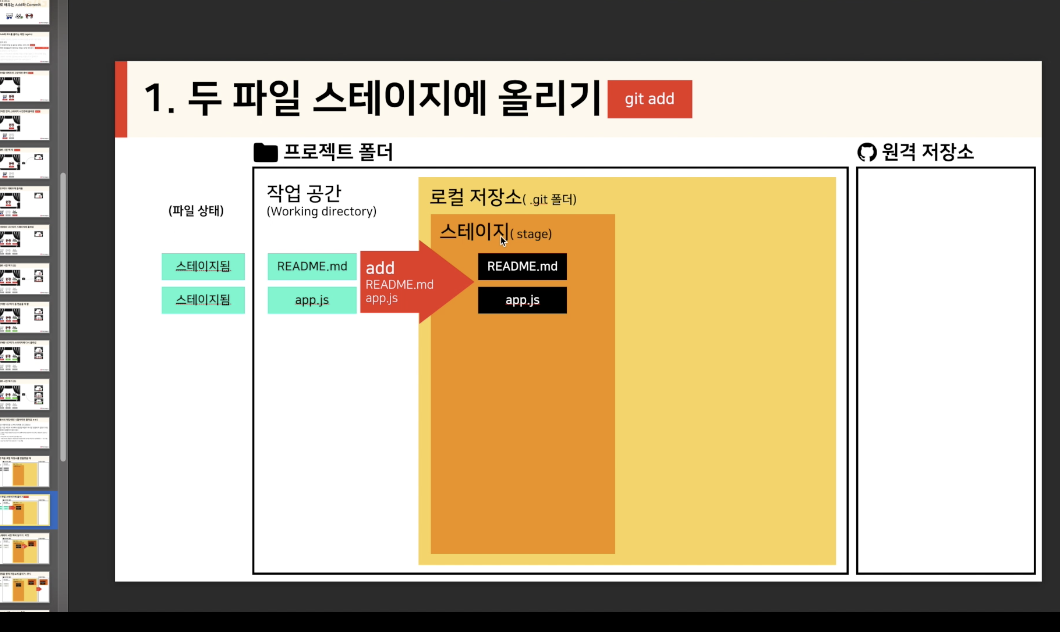 1. 두 파일 스테이지에 올리기 git add
프로젝트 폴더
원격 저장소
(파일 상태)
작업 공간
(Working directory)
로컬 저장소( .git 폴더)
스테이지( stage)
스테이지됨
README.md
add
README.md
app.js
README.md
스테이지됨
app.js
app.js